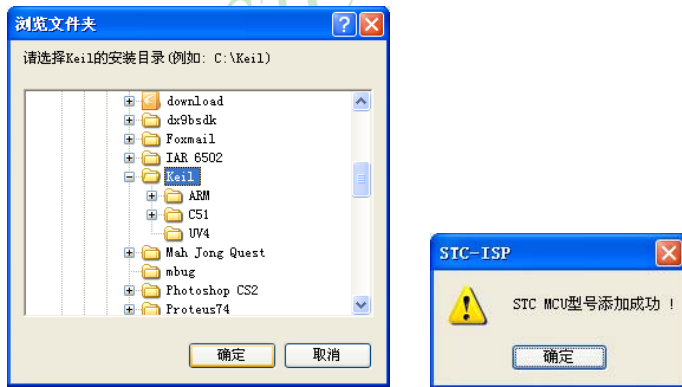 浏览文件夹
请选择Keil的安装目录(例如: C:\Keil)
download
dx9bsdk
Foxmail
IAR 6502
Keil
ARM
C51
UV4
Mah Jong Quest
mbug
Photoshop CS2
Proteus74
确定 取消
STC-ISP
STC MCU型号添加成功 !
确定